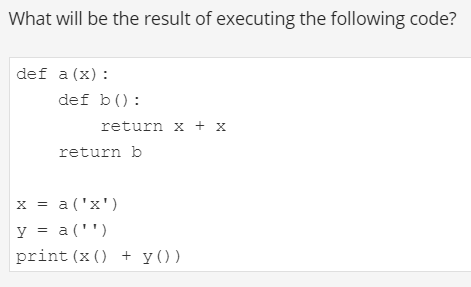 What will be the result of executing the following code?
def a(x):
    def b():
        return x + x
    return b
x = a('x')
y = a('')
print(x() + y())